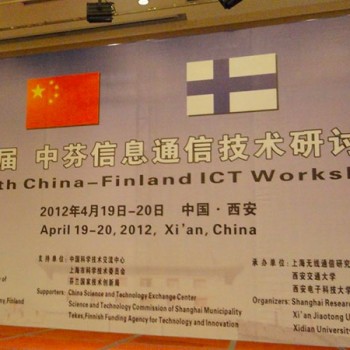 届 中芬信息通信技术研讨
th China-Finland ICT Worksh
2012年4月19日-20日 中国·西安
April 19-20, 2012, Xi'an, China
主 持 单 位：中国科学技术交流中心
上海市科学技术委员会
芬兰国家技术创新局
Supporters: China Science and Technology Exchange Center
Science and Technology Commission of Shanghai Municipality
Tekes, Finnish Funding Agency for Technology and Innovation
承 办 单 位：上海无线通信研究
西安交通大学
西安电子科技大学
Organizers: Shanghai Resear
Xi'an Jiaotong U
Xidian University
y of
y, Finland